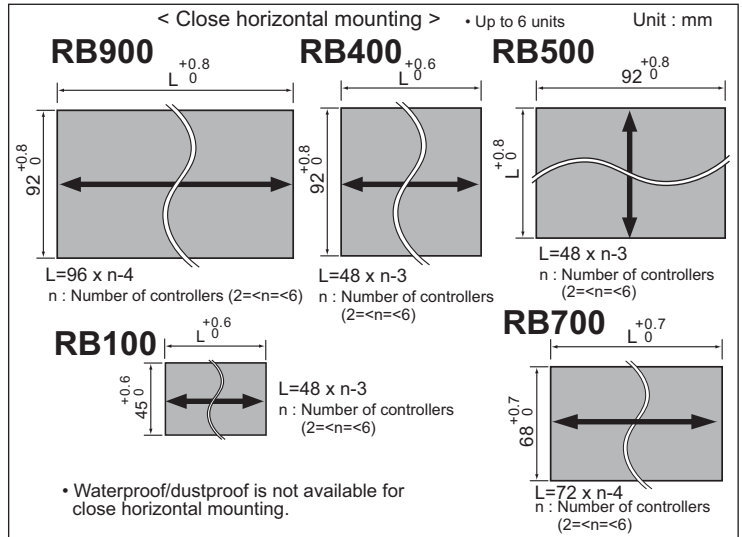 < Close horizontal mounting >
• Up to 6 units
Unit : mm
RB900
L +0.8 0
92 +0.8 0
L=96 x n-4
n : Number of controllers (2=<n=<6)
RB400
L +0.6 0
92 +0.8 0
L=48 x n-3
n : Number of controllers
(2=<n=<6)
RB500
92 +0.8 0
L +0.8 0
L=48 x n-3
n : Number of controllers
(2=<n=<6)
RB100
L +0.6 0
45 +0.6 0
L=48 x n-3
n : Number of controllers
(2=<n=<6)
RB700
L +0.7 0
68 +0.7 0
L=72 x n-4
n : Number of controllers
(2=<n=<6)
• Waterproof/dustproof is not available for
close horizontal mounting.